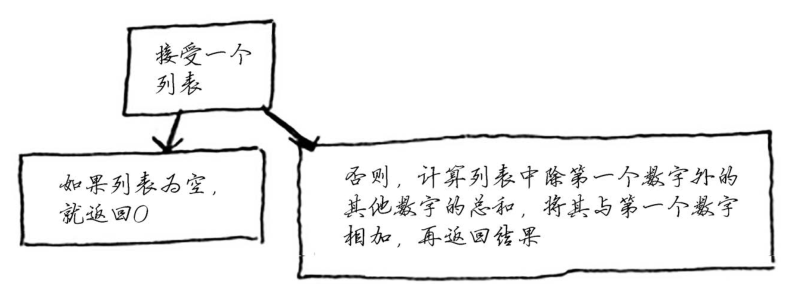 接受一个
列表
如果列表为空，
就返回0
否则，计算列表中除第一个数字外的
其他数字的总和，将其与第一个数字
相加，再返回结果